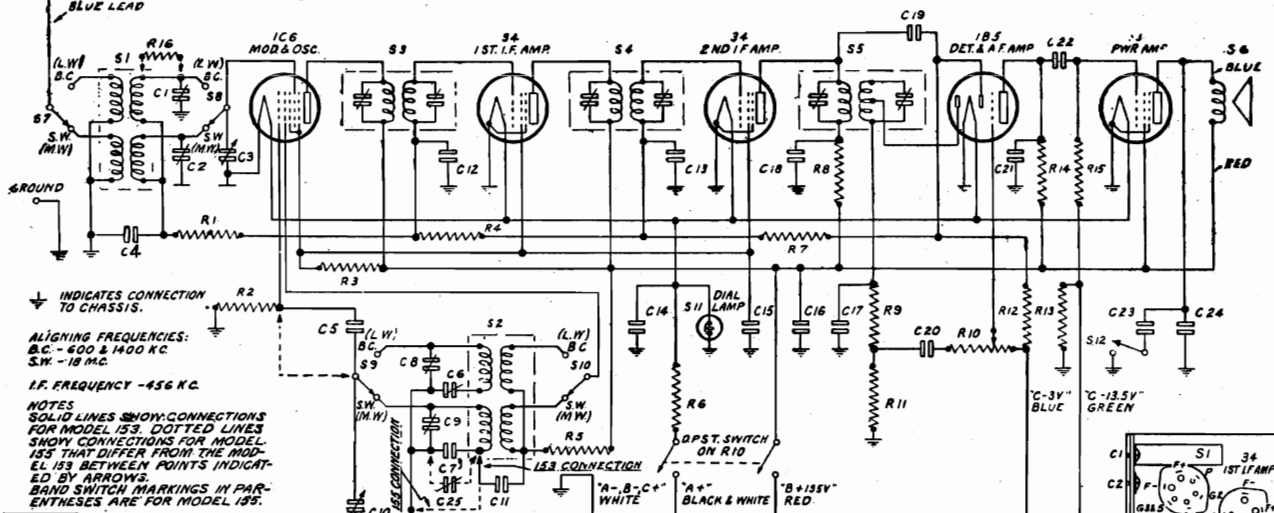 BLUE LEAD
1C6
MOD.& OSC.
34
1ST. I.F. AMP.
34
2ND I.F. AMP.
1B5
DET.& A.F. AMP
PWR AMP
C19
C22
S6
BLUE
RED
R16
S1
S3
S4
S5
(L.W)
B.C
(L.W)
B.C.
C1
S8
S7
S.W.
(M.W)
C2
S.W.
(M.W.)
C3
C12
C13
C18
R8
C21
R14
R15
GROUND
C4
R1
R4
R7
R3
INDICATES CONNECTION
TO CHASSIS.
R2
C5
ALIGNING FREQUENCIES:
B.C. - 600 & 1400 KC.
S.W. - 18 MC.
I.F. FREQUENCY - 456 KC.
NOTES
SOLID LINES SHOW CONNECTIONS
FOR MODEL 153. DOTTED LINES
SHOW CONNECTIONS FOR MODEL
155 THAT DIFFER FROM THE MOD-
EL 153 BETWEEN POINTS INDICAT-
ED BY ARROWS.
BAND SWITCH MARKINGS IN PAR-
ENTHESES ARE FOR MODEL 155.
(L.W)
B.C
S2
(L.W)
B.C
S9
C8
C6
S10
S.W.
(M.W)
C9
S.W.
(M.W)
R5
C7
C25
C11
C10
155 CONNECTION
153 CONNECTION
C14
S11
DIAL
LAMP
C15
C16
C17
R9
C20
R10
R12
R13
C23
C24
S12
R6
R11
D.P.S.T. SWITCH
ON R10
"A-, B-, C+"
WHITE
"A+"
BLACK & WHITE
"B+135V"
RED.
"C-3V"
BLUE
"C-13.5V"
GREEN
C1
C2
S1
34
1ST I.F AMP
F+
P
F-
G2
F-
G3&5
F+